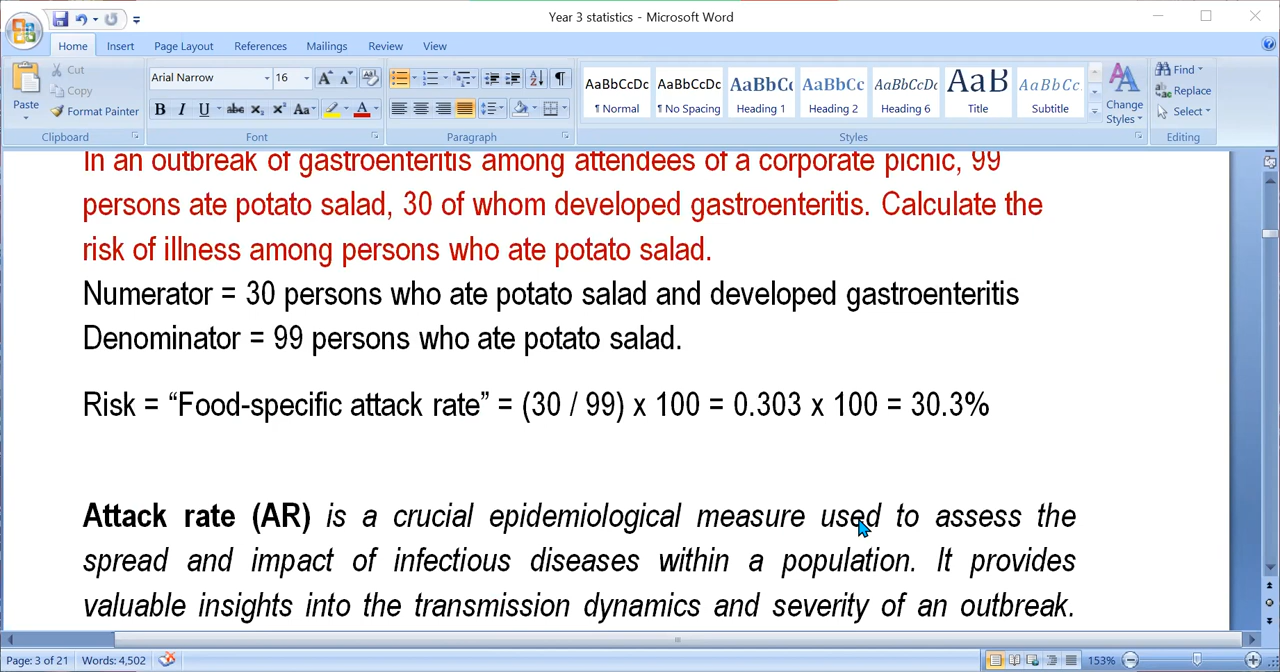 Year 3 statistics - Microsoft Word
Home Insert Page Layout References Mailings Review View
Paste
Cut
Copy
Format Painter
Clipboard
Arial Narrow 16
B I U abc X₂ X² Aa
Font
Paragraph
AaBbCcDc AaBbCcDc AaBbCc AaBbCc AaBbCcDc AaB AaBbCc
¶ Normal ¶ No Spacing Heading 1 Heading 2 Heading 6 Title Subtitle
Change Styles
Styles
Find
Replace
Select
Editing
In an outbreak of gastroenteritis among attendees of a corporate picnic, 99
persons ate potato salad, 30 of whom developed gastroenteritis. Calculate the
risk of illness among persons who ate potato salad.
Numerator = 30 persons who ate potato salad and developed gastroenteritis
Denominator = 99 persons who ate potato salad.
Risk = “Food-specific attack rate” = (30 / 99) x 100 = 0.303 x 100 = 30.3%
Attack rate (AR) is a crucial epidemiological measure used to assess the
spread and impact of infectious diseases within a population. It provides
valuable insights into the transmission dynamics and severity of an outbreak.
Page: 3 of 21 Words: 4,502 153%